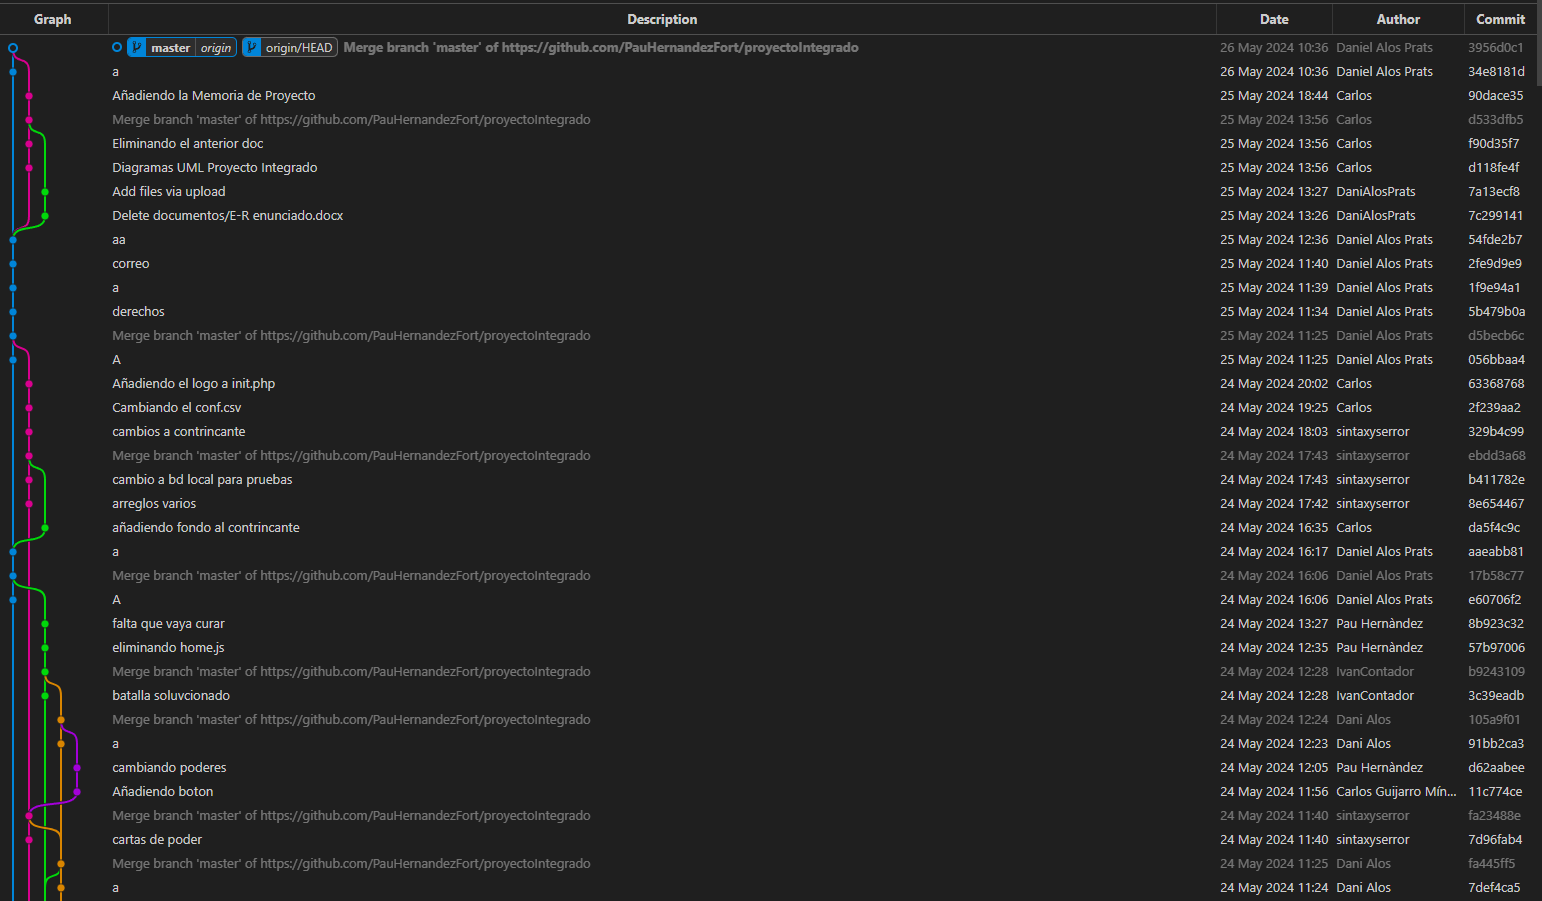 Graph Description Date Author Commit
master origin origin/HEAD Merge branch 'master' of https://github.com/PauHernandezFort/proyectoIntegrado 26 May 2024 10:36 Daniel Alos Prats 3956d0c1
a 26 May 2024 10:36 Daniel Alos Prats 34e8181d
Añadiendo la Memoria de Proyecto 25 May 2024 18:44 Carlos 90dace35
Merge branch 'master' of https://github.com/PauHernandezFort/proyectoIntegrado 25 May 2024 13:56 Carlos d533dfb5
Eliminando el anterior doc 25 May 2024 13:56 Carlos f90d35f7
Diagramas UML Proyecto Integrado 25 May 2024 13:56 Carlos d118fe4f
Add files via upload 25 May 2024 13:27 DaniAlosPrats 7a13ecf8
Delete documentos/E-R enunciado.docx 25 May 2024 13:26 DaniAlosPrats 7c299141
aa 25 May 2024 12:36 Daniel Alos Prats 54fde2b7
correo 25 May 2024 11:40 Daniel Alos Prats 2fe9d9e9
a 25 May 2024 11:39 Daniel Alos Prats 1f9e94a1
derechos 25 May 2024 11:34 Daniel Alos Prats 5b479b0a
Merge branch 'master' of https://github.com/PauHernandezFort/proyectoIntegrado 25 May 2024 11:25 Daniel Alos Prats d5becb6c
A 25 May 2024 11:25 Daniel Alos Prats 056bbaa4
Añadiendo el logo a init.php 24 May 2024 20:02 Carlos 63368768
Cambiando el conf.csv 24 May 2024 19:25 Carlos 2f239aa2
cambios a contrincante 24 May 2024 18:03 sintaxyserror 329b4c99
Merge branch 'master' of https://github.com/PauHernandezFort/proyectoIntegrado 24 May 2024 17:43 sintaxyserror ebdd3a68
cambio a bd local para pruebas 24 May 2024 17:43 sintaxyserror b411782e
arreglos varios 24 May 2024 17:42 sintaxyserror 8e654467
añadiendo fondo al contrincante 24 May 2024 16:35 Carlos da5f4c9c
a 24 May 2024 16:17 Daniel Alos Prats aaeabb81
Merge branch 'master' of https://github.com/PauHernandezFort/proyectoIntegrado 24 May 2024 16:06 Daniel Alos Prats 17b58c77
A 24 May 2024 16:06 Daniel Alos Prats e60706f2
falta que vaya curar 24 May 2024 13:27 Pau Hernàndez 8b923c32
eliminando home.js 24 May 2024 12:35 Pau Hernàndez 57b97006
Merge branch 'master' of https://github.com/PauHernandezFort/proyectoIntegrado 24 May 2024 12:28 IvanContador b9243109
batalla soluvcionado 24 May 2024 12:28 IvanContador 3c39eadb
Merge branch 'master' of https://github.com/PauHernandezFort/proyectoIntegrado 24 May 2024 12:24 Dani Alos 105a9f01
a 24 May 2024 12:23 Dani Alos 91bb2ca3
cambiando poderes 24 May 2024 12:05 Pau Hernàndez d62aabee
Añadiendo boton 24 May 2024 11:56 Carlos Guijarro Mín... 11c774ce
Merge branch 'master' of https://github.com/PauHernandezFort/proyectoIntegrado 24 May 2024 11:40 sintaxyserror fa23488e
cartas de poder 24 May 2024 11:40 sintaxyserror 7d96fab4
Merge branch 'master' of https://github.com/PauHernandezFort/proyectoIntegrado 24 May 2024 11:25 Dani Alos fa445ff5
a 24 May 2024 11:24 Dani Alos 7def4ca5